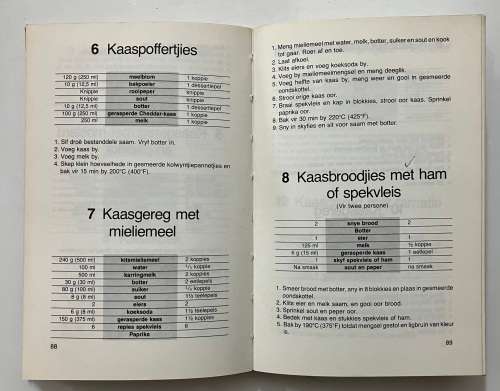 6 Kaaspoffertjies
120 g (250 ml) meelblom 1 koppie
10 g (12,5 ml) bakpoeier 1 dessertlepel
Knippie rooipeper knippie
Knippie sout knippie
10 g (12,5 ml) botter 1 dessertlepel
100 g (250 ml) gerasperde Cheddar-kaas 1 koppie
250 ml melk 1 koppie
1. Sif droë bestanddele saam. Vryf botter in.
2. Voeg kaas by.
3. Voeg melk by.
4. Skep klein hoeveelhede in gesmeerde kolwyntjiepannetjies en
bak vir 15 min by 200°C (400°F).
7 Kaasgereg met
mieliemeel
240 g (500 ml) kitsmieliemeel 2 koppies
100 ml water koppies
500 ml karringmelk 2 koppies
30 g (30 ml) botter 2 eetlepels
80 g (100 ml) suiker koppies
8 g (8 ml) sout 1½ teelepels
2 eiers 2
6 g (8 ml) koeksoda 1½ teelepels
150 g (375 ml) gerasperde kaas 1½ koppies
6 repies spekvleis 6
Paprika
88
1. Meng mieliemeel met water, melk, botter, suiker en sout en kook
tot gaar. Roer af en toe.
2. Laat afkoel.
3. Klits eiers en voeg koeksoda by.
4. Voeg by mieliemeelmengsel en meng deeglik.
5. Voeg helfte van kaas by, meng weer en gooi in gesmeerde
oondskottel.
6. Strooi orige kaas oor.
7. Braai spekvleis en kap in blokkies, strooi oor kaas. Sprinkel
paprika oor.
8. Bak vir 30 min by 220°C (425°F).
9. Sny in skyfies en sit voor saam met botter.
8 Kaasbroodjies met ham
of spekvleis
(Vir twee persone)
2 snye brood 2
Botter
1 eier 1
125 ml melk ½ koppie
6 g (15 ml) gerasperde kaas 1 eetlepel
1 skyf spekvleis of ham 1
Na smaak sout en peper na smaak
1. Smeer brood met botter, sny in 8 blokkies en plaas in gesmeerde
oondskottel.
2. Klits eier en melk saam, en gooi oor brood.
3. Sprinkel sout en peper oor.
4. Bedek met kaas en stukkies spekvleis of ham.
5. Bak by 190°C (375°F) totdat mengsel gestol en ligbruin van kleur
is.
89